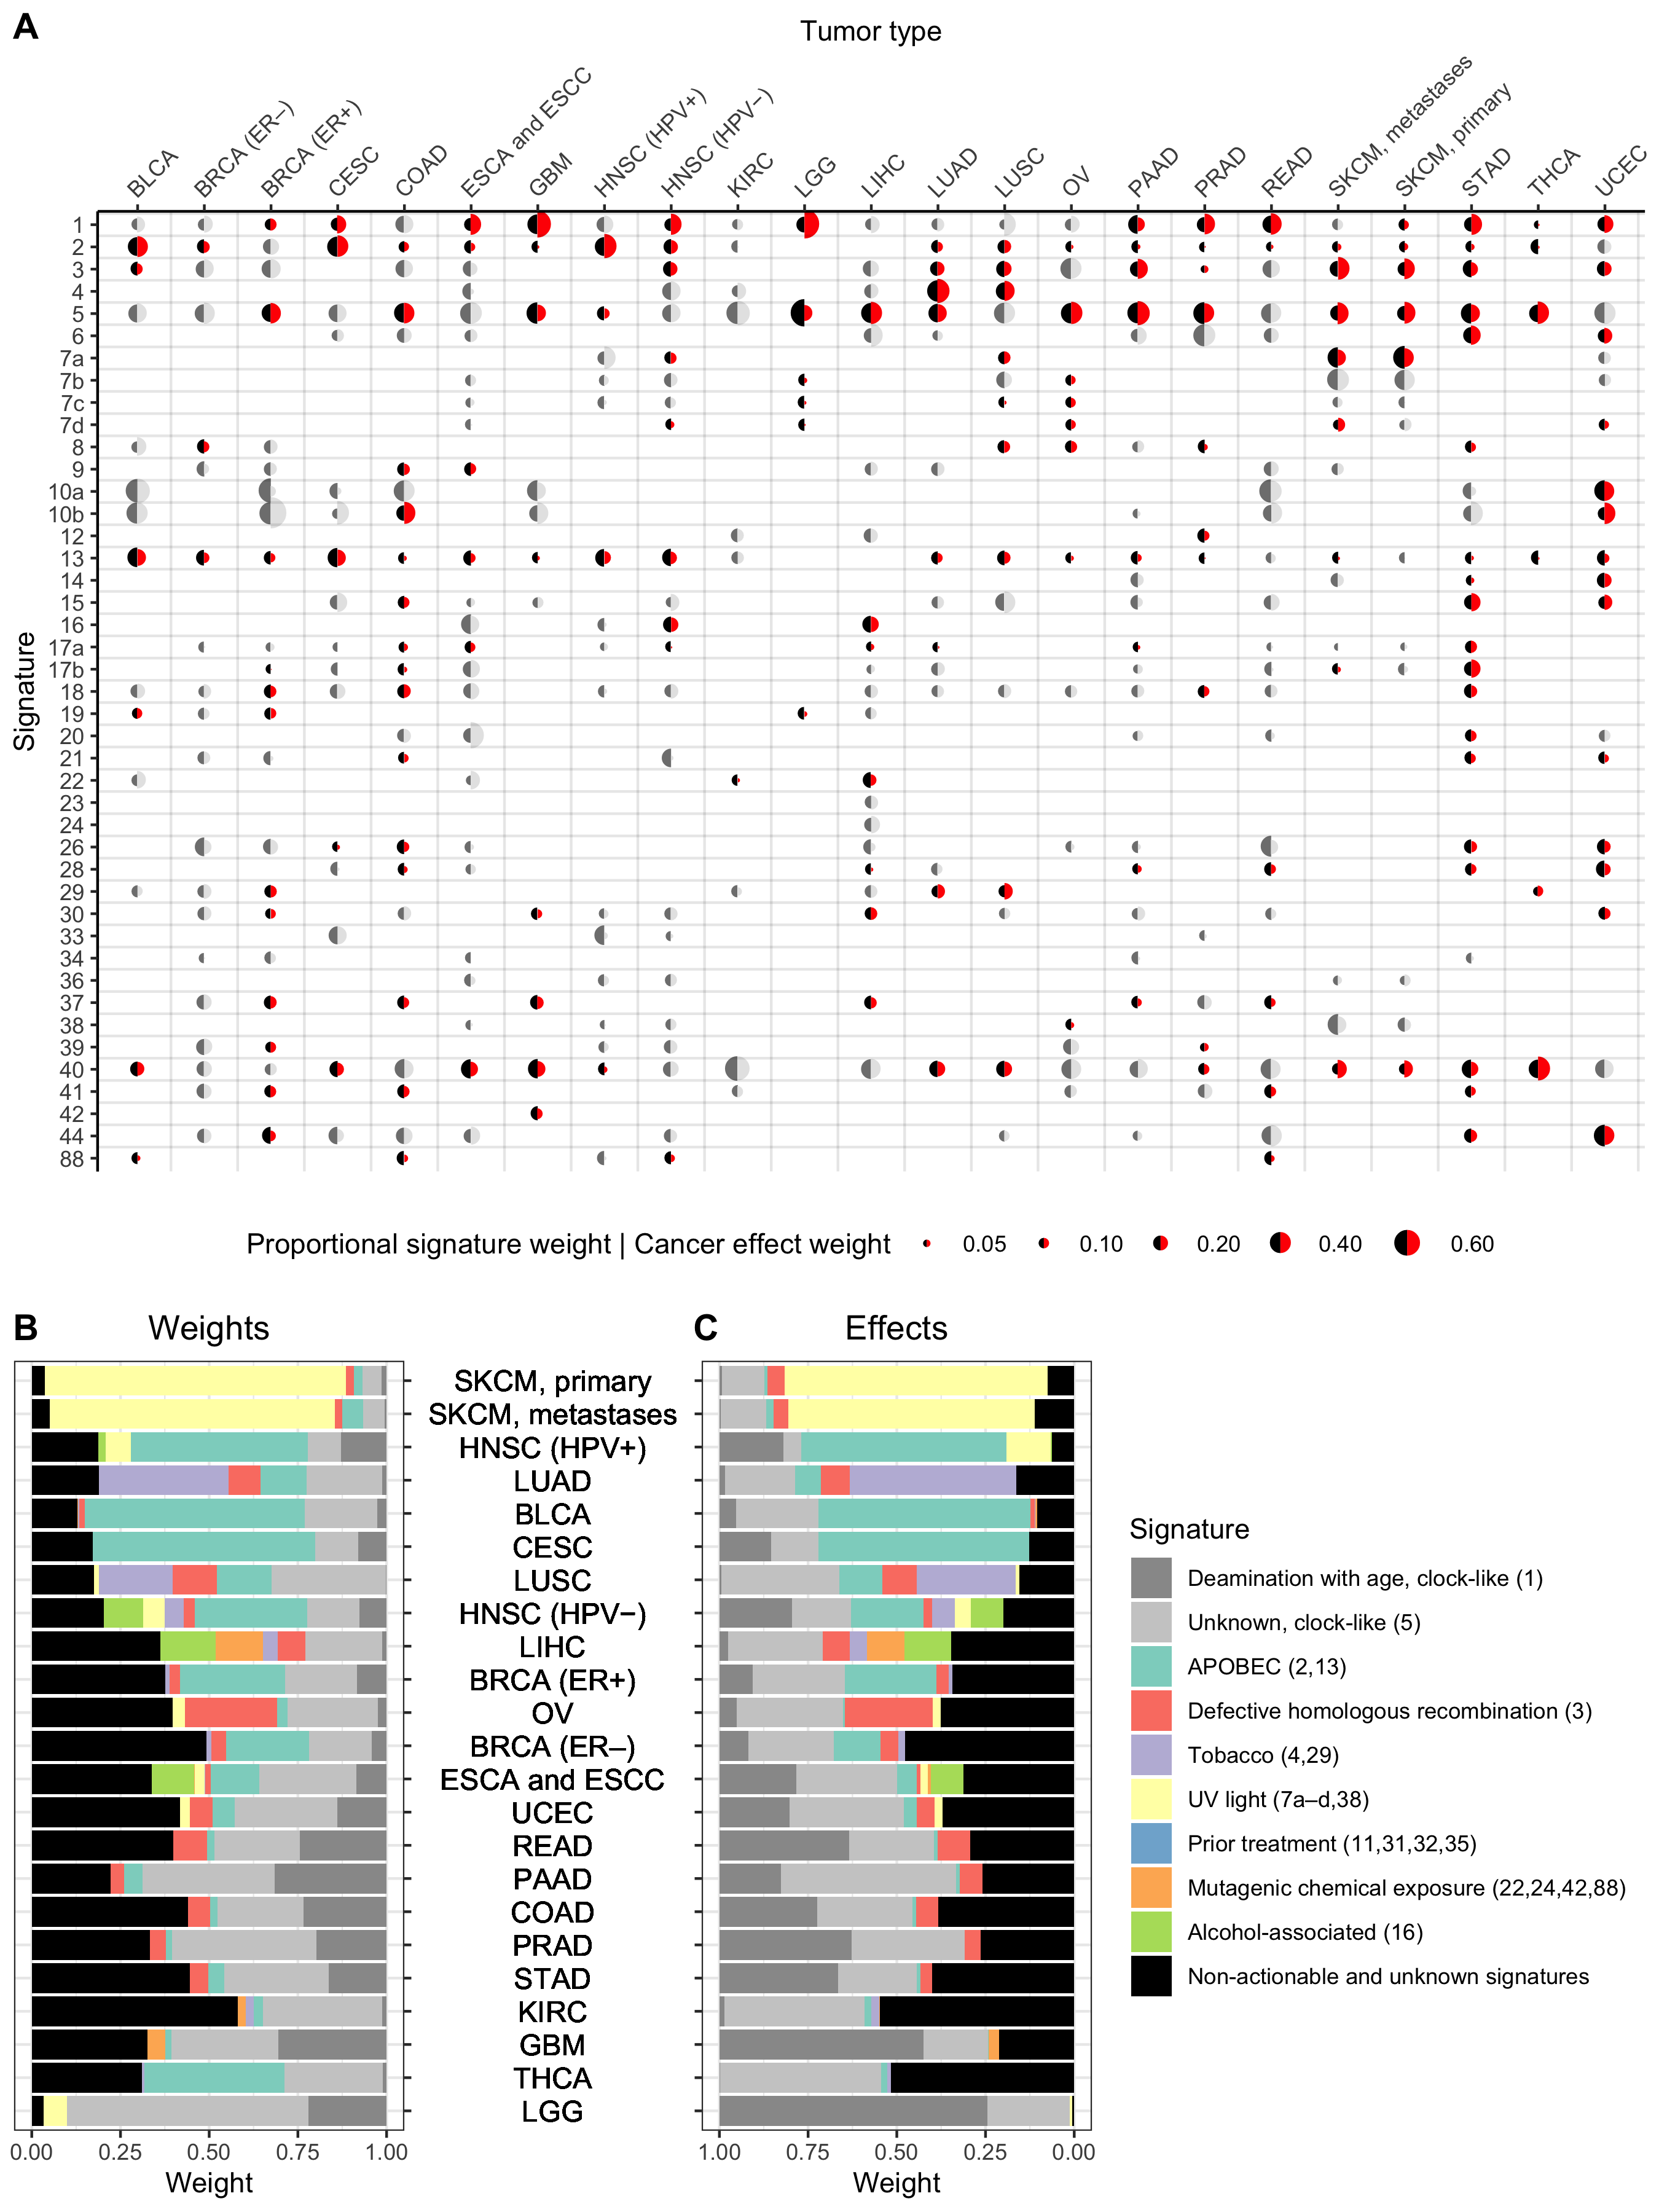 A
Tumor type
BLCA
BRCA (ER−)
BRCA (ER+)
CESC
COAD
ESCA and ESCC
GBM
HNSC (HPV+)
HNSC (HPV−)
KIRC
LGG
LIHC
LUAD
LUSC
OV
PAAD
PRAD
READ
SKCM, metastases
SKCM, primary
STAD
THCA
UCEC
Signature
1
2
3
4
5
6
7a
7b
7c
7d
8
9
10a
10b
12
13
14
15
16
17a
17b
18
19
20
21
22
23
24
26
28
29
30
33
34
36
37
38
39
40
41
42
44
88
Proportional signature weight | Cancer effect weight 0.05 0.10 0.20 0.40 0.60
B Weights
C Effects
SKCM, primary
SKCM, metastases
HNSC (HPV+)
LUAD
BLCA
CESC
LUSC
HNSC (HPV−)
LIHC
BRCA (ER+)
OV
BRCA (ER–)
ESCA and ESCC
UCEC
READ
PAAD
COAD
PRAD
STAD
KIRC
GBM
THCA
LGG
0.00 0.25 0.50 0.75 1.00
Weight
1.00 0.75 0.50 0.25 0.00
Weight
Signature
Deamination with age, clock-like (1)
Unknown, clock-like (5)
APOBEC (2,13)
Defective homologous recombination (3)
Tobacco (4,29)
UV light (7a–d,38)
Prior treatment (11,31,32,35)
Mutagenic chemical exposure (22,24,42,88)
Alcohol-associated (16)
Non-actionable and unknown signatures